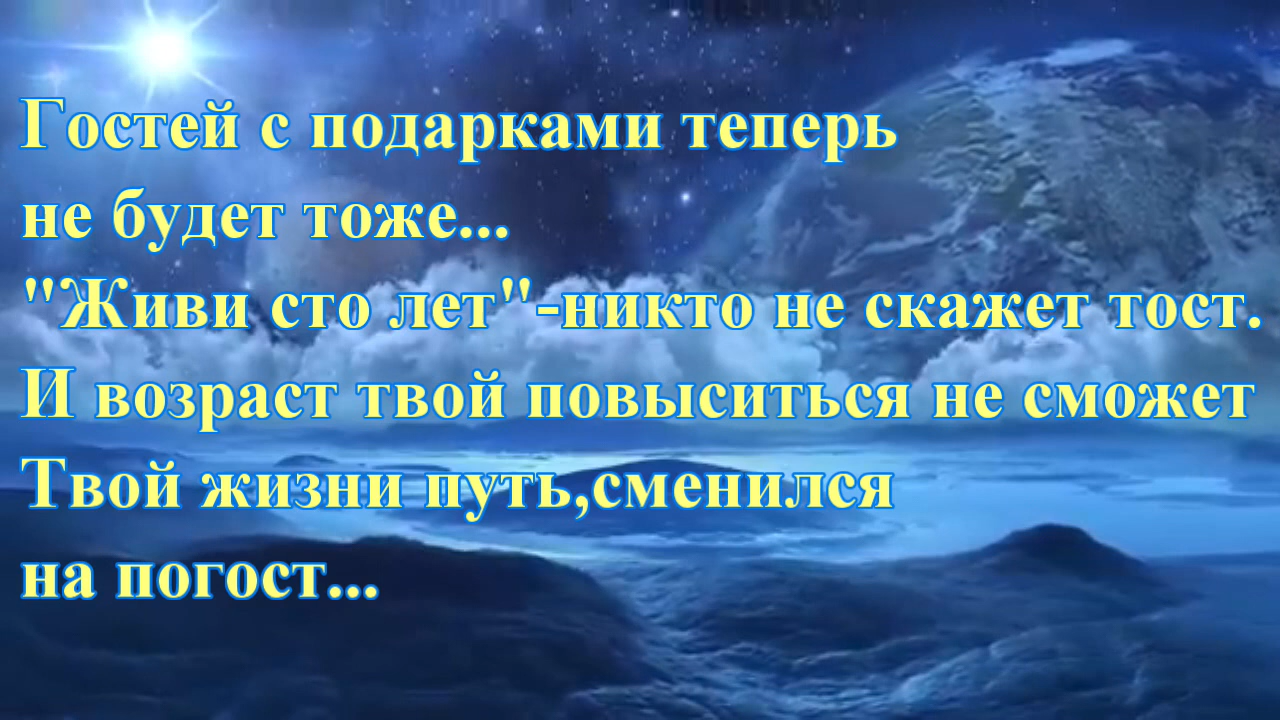 Гостей с подарками теперь
не будет тоже...
"Живи сто лет"-никто не скажет тост.
И возраст твой повыситься не сможет
Твой жизни путь,сменился
на погост...